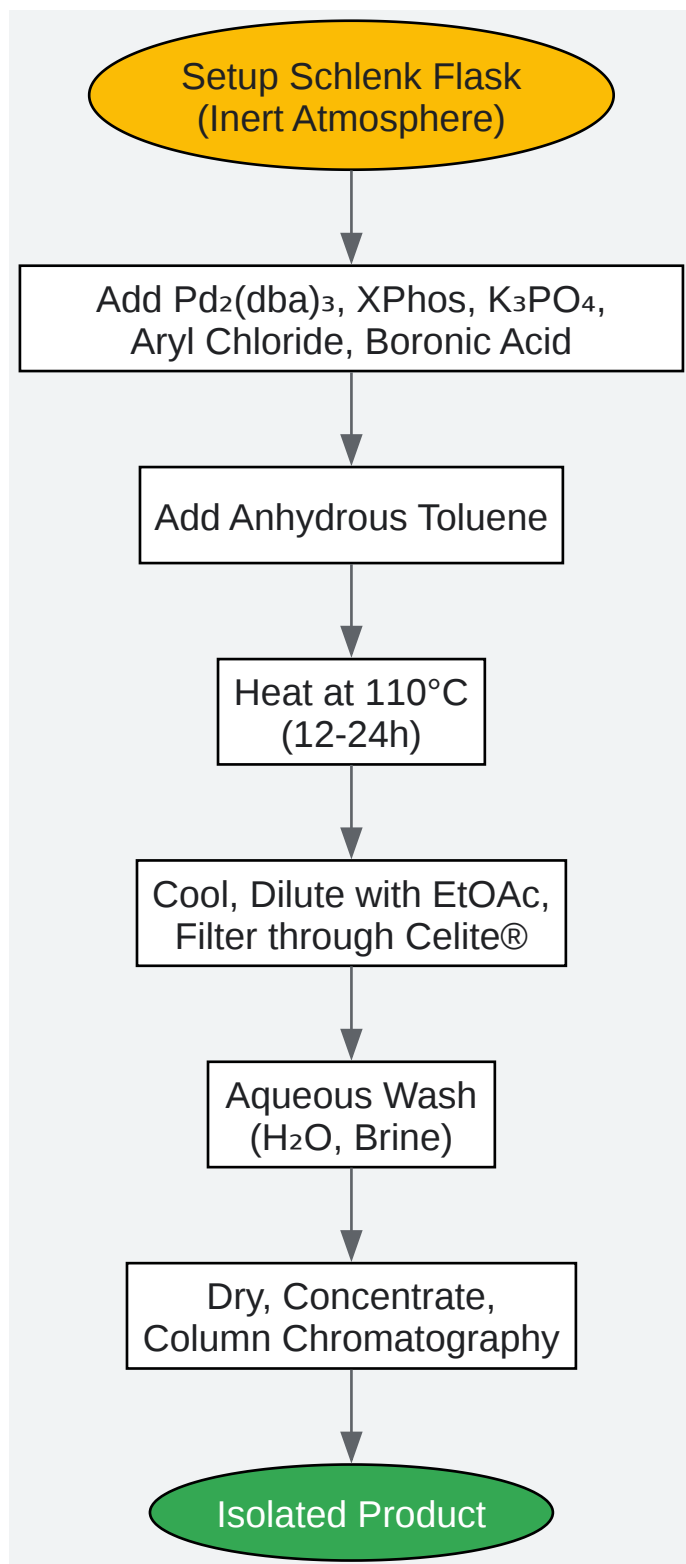 Setup Schlenk Flask
(Inert Atmosphere)
Add Pd₂(dba)₃, XPhos, K₃PO₄,
Aryl Chloride, Boronic Acid
Add Anhydrous Toluene
Heat at 110°C
(12-24h)
Cool, Dilute with EtOAc,
Filter through Celite®
Aqueous Wash
(H₂O, Brine)
Dry, Concentrate,
Column Chromatography
Isolated Product